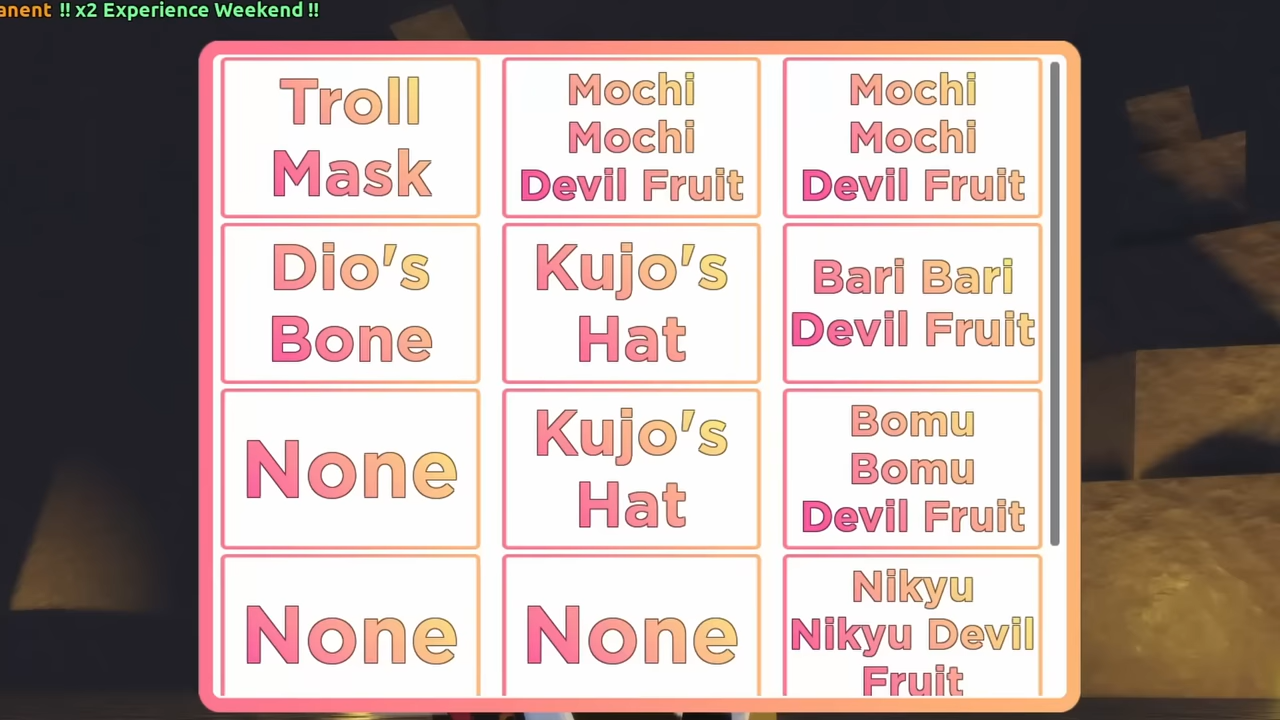 anent !! x2 Experience Weekend !!
Troll
Mask
Mochi
Mochi
Devil Fruit
Mochi
Mochi
Devil Fruit
Dio's
Bone
Kujo's
Hat
Bari Bari
Devil Fruit
None
Kujo's
Hat
Bomu
Bomu
Devil Fruit
None
None
Nikyu
Nikyu Devil
Fruit